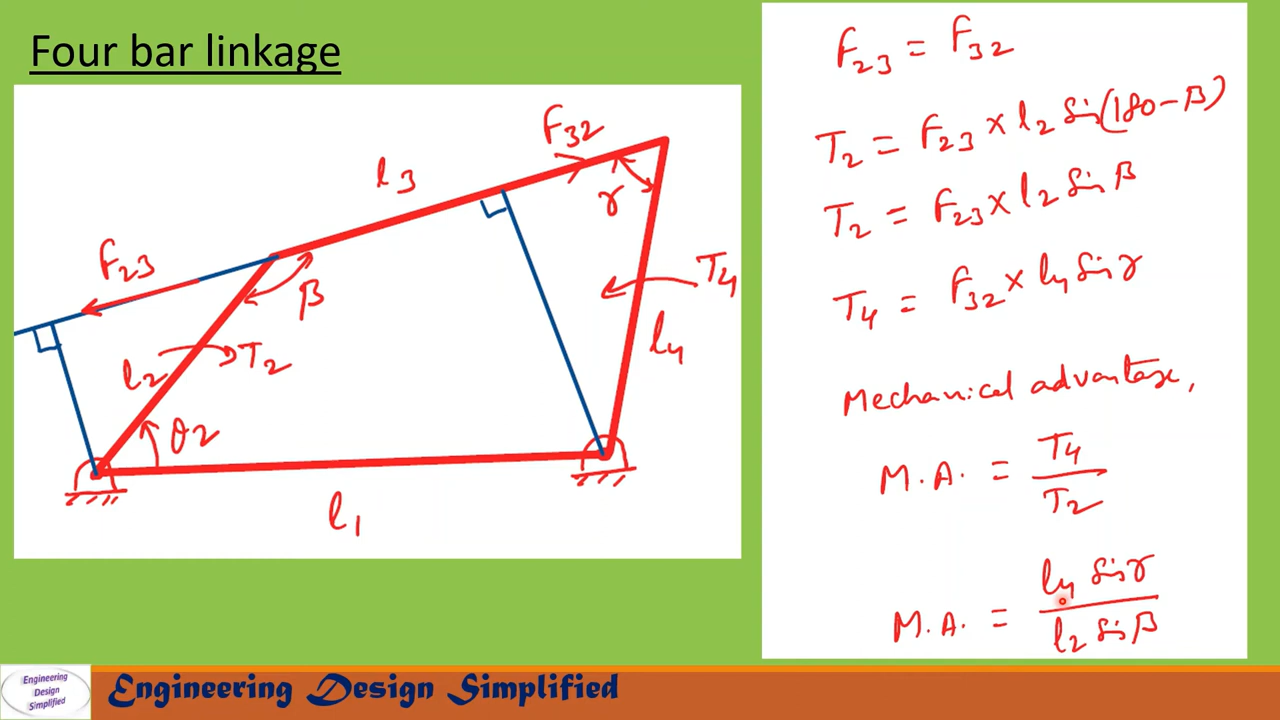 Four bar linkage
F32
l3
γ
F23
β
T4
l2
T2
l4
θ2
l1
F23 = F32
T2 = F23 × l2 Sin(180-β)
T2 = F23 × l2 Sin β
T4 = F32 × l4 Sin γ
Mechanical advantage,
M.A. = T4 / T2
M.A. = l4 Sin γ / l2 Sin β
Engineering
Design
Simplified
Engineering Design Simplified